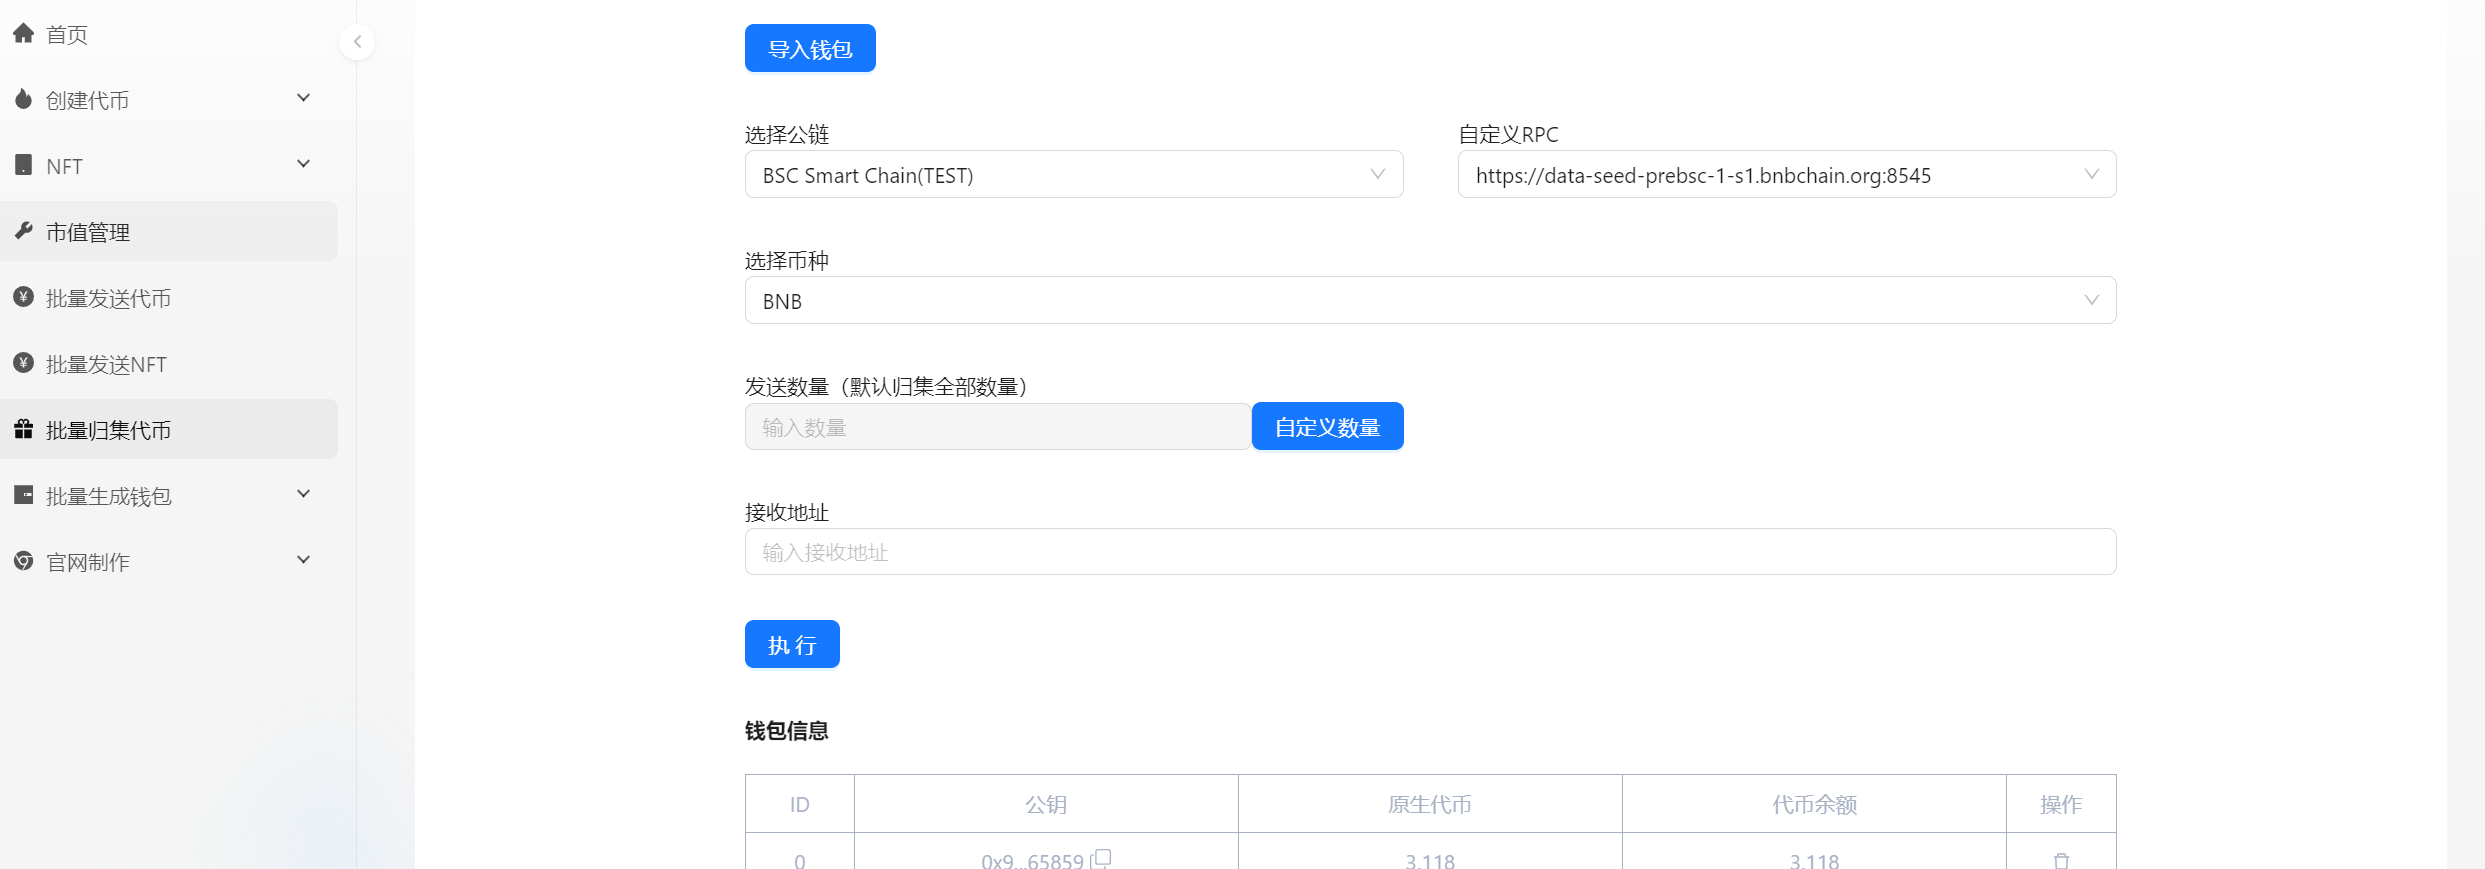 首页
创建代币
NFT
市值管理
批量发送代币
批量发送NFT
批量归集代币
批量生成钱包
官网制作
导入钱包
选择公链
BSC Smart Chain(TEST)
自定义RPC
https://data-seed-prebsc-1-s1.bnbchain.org:8545
选择币种
BNB
发送数量（默认归集全部数量）
输入数量
自定义数量
接收地址
输入接收地址
执 行
钱包信息
ID 公钥 原生代币 代币余额 操作
0 0x9...65859 3.118 3.118